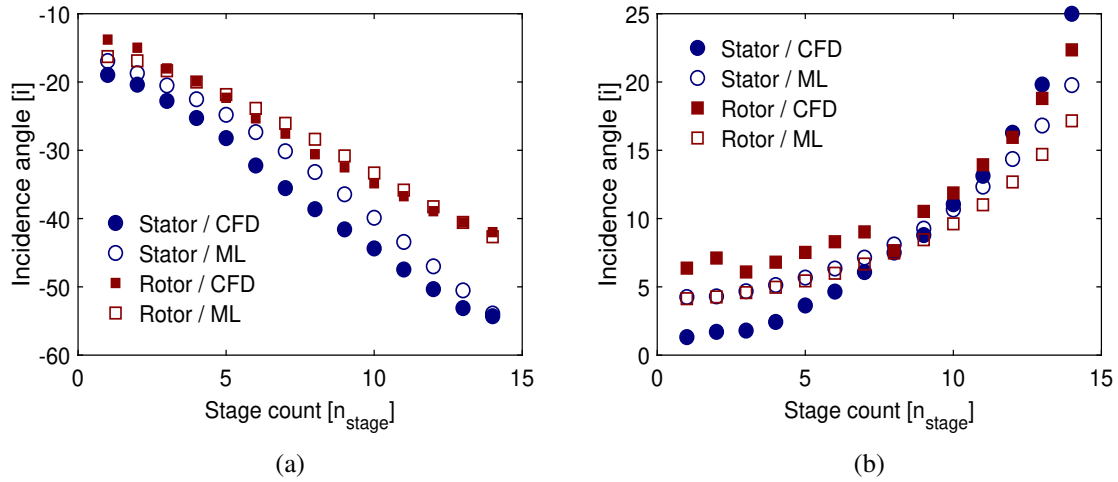 -10
-20
-30
-40
-50
-60
0
5
10
15
Incidence angle [i]
Stage count [n_stage]
Stator / CFD
Stator / ML
Rotor / CFD
Rotor / ML
(a)
25
20
15
10
5
0
0
5
10
15
Incidence angle [i]
Stage count [n_stage]
Stator / CFD
Stator / ML
Rotor / CFD
Rotor / ML
(b)